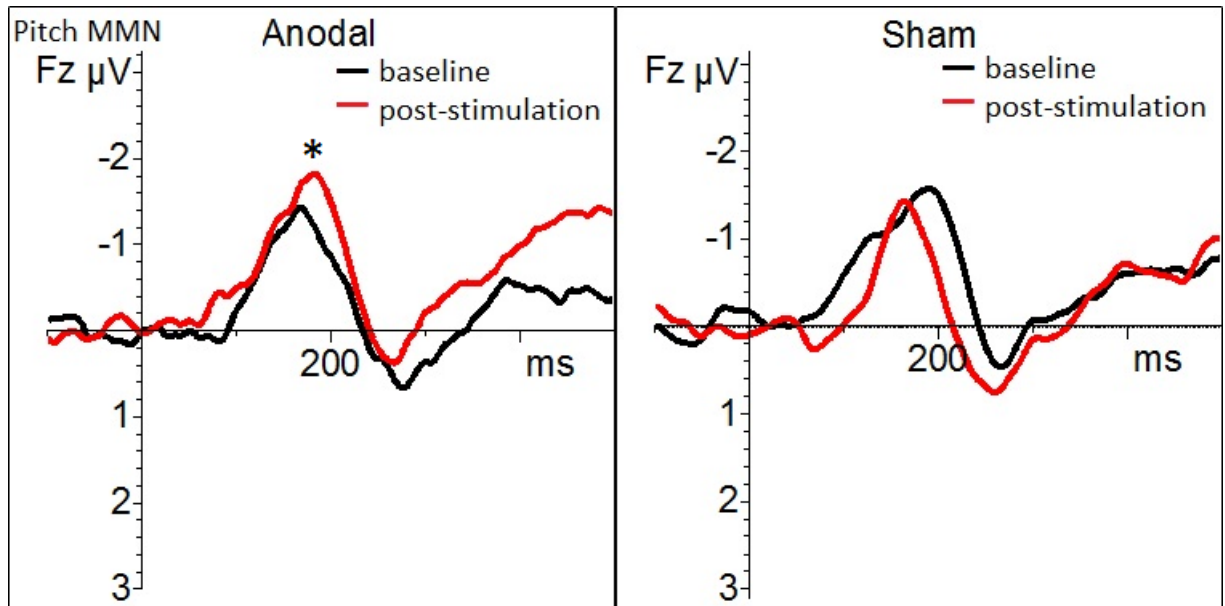 Pitch MMN
Anodal
Fz µV
baseline
post-stimulation
*
-2
-1
200
ms
1
2
3
Sham
Fz µV
baseline
post-stimulation
-2
-1
200
ms
1
2
3